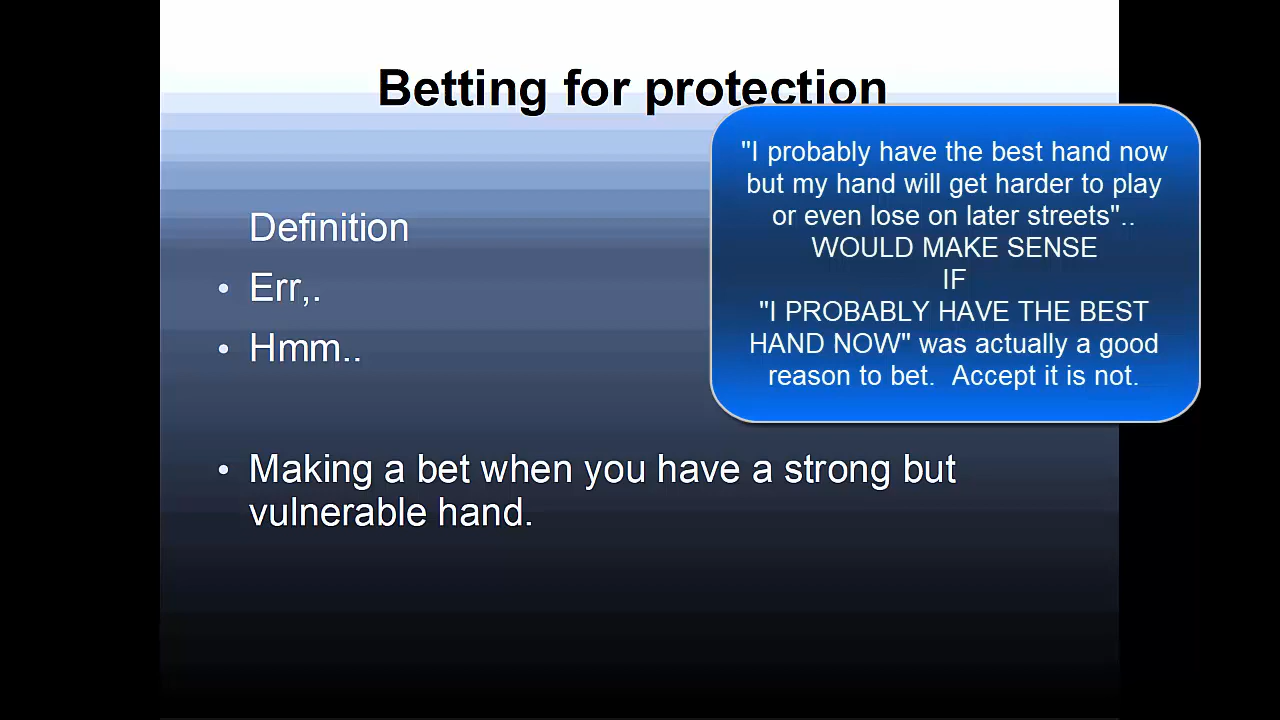 Betting for protection
"I probably have the best hand now
but my hand will get harder to play
or even lose on later streets"..
WOULD MAKE SENSE
IF
"I PROBABLY HAVE THE BEST
HAND NOW" was actually a good
reason to bet.  Accept it is not.
Definition
• Err,.
• Hmm..
• Making a bet when you have a strong but
vulnerable hand.